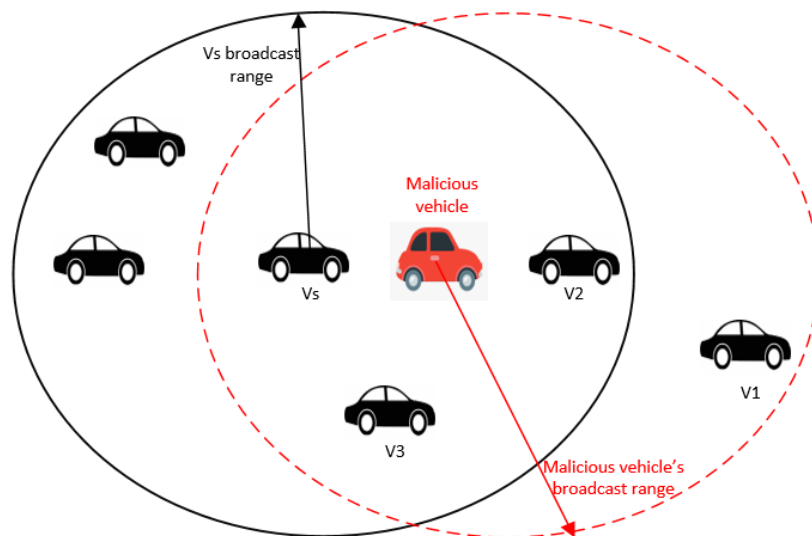 Vs broadcast
range
Malicious
vehicle
Vs
V2
V1
V3
Malicious vehicle's
broadcast range